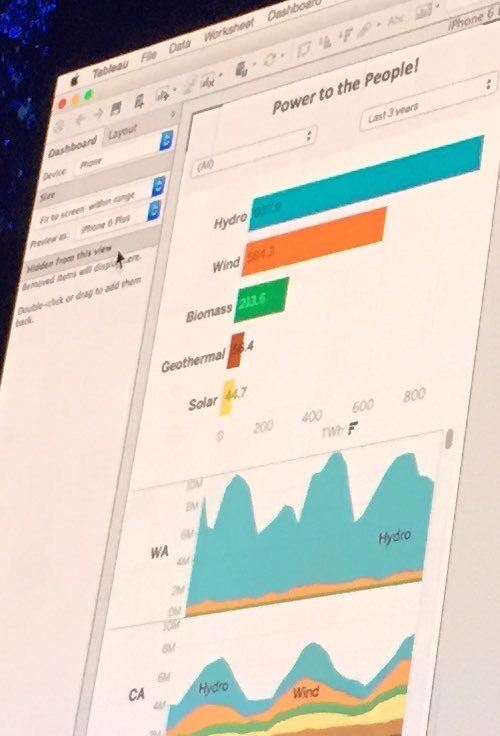 Tableau File Data Worksheet Dashboard
iPhone 6
Dashboard Layout
Device: Phone
Size
Fit to screen: within range
Preview as: iPhone 6 Plus
Hidden from this view
Removed items will display here.
Double-click or drag to add them
back.
Power to the People!
(All)
Last 3 years
Hydro
Wind 584.3
Biomass 213.6
Geothermal 56.4
Solar 44.7
0 200 400 600 800
TWh
WA
10M
8M
6M
4M
2M
0M
Hydro
CA
10M
8M
6M
4M
2M
Hydro
Wind